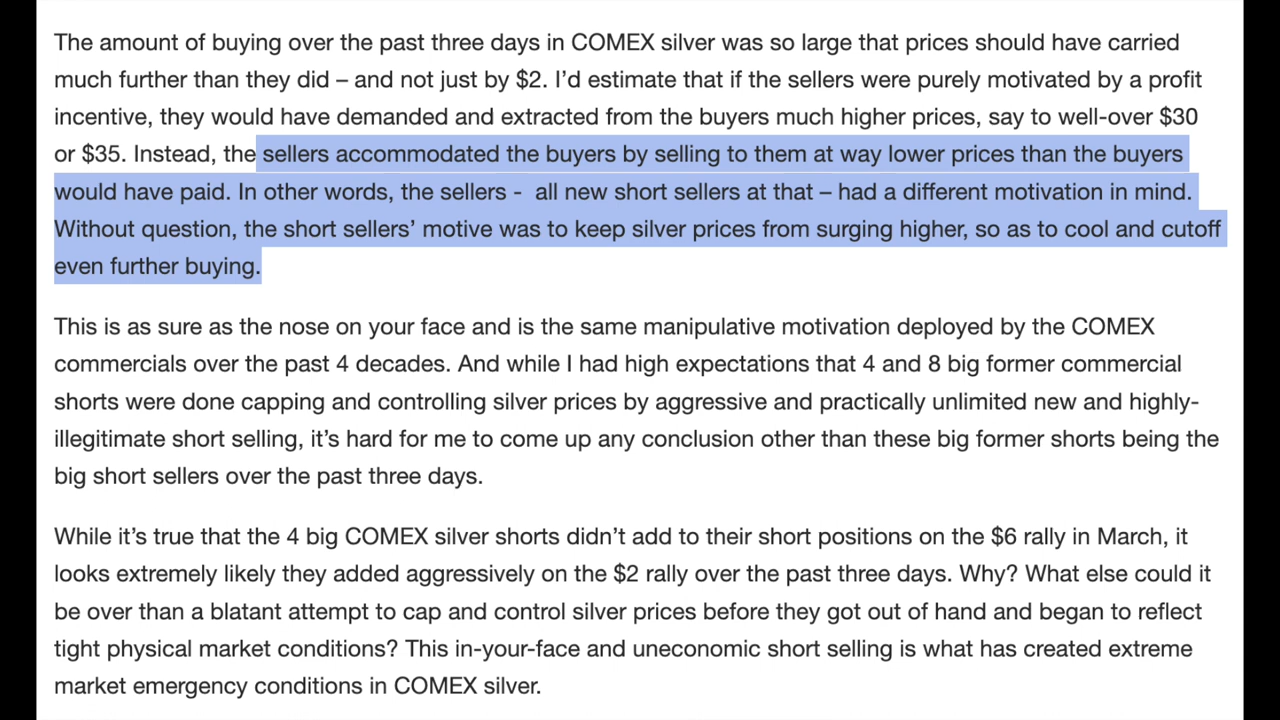 The amount of buying over the past three days in COMEX silver was so large that prices should have carried
much further than they did – and not just by $2. I’d estimate that if the sellers were purely motivated by a profit
incentive, they would have demanded and extracted from the buyers much higher prices, say to well-over $30
or $35. Instead, the sellers accommodated the buyers by selling to them at way lower prices than the buyers
would have paid. In other words, the sellers -  all new short sellers at that – had a different motivation in mind.
Without question, the short sellers’ motive was to keep silver prices from surging higher, so as to cool and cutoff
even further buying.
This is as sure as the nose on your face and is the same manipulative motivation deployed by the COMEX
commercials over the past 4 decades. And while I had high expectations that 4 and 8 big former commercial
shorts were done capping and controlling silver prices by aggressive and practically unlimited new and highly-
illegitimate short selling, it’s hard for me to come up any conclusion other than these big former shorts being the
big short sellers over the past three days.
While it’s true that the 4 big COMEX silver shorts didn’t add to their short positions on the $6 rally in March, it
looks extremely likely they added aggressively on the $2 rally over the past three days. Why? What else could it
be over than a blatant attempt to cap and control silver prices before they got out of hand and began to reflect
tight physical market conditions? This in-your-face and uneconomic short selling is what has created extreme
market emergency conditions in COMEX silver.